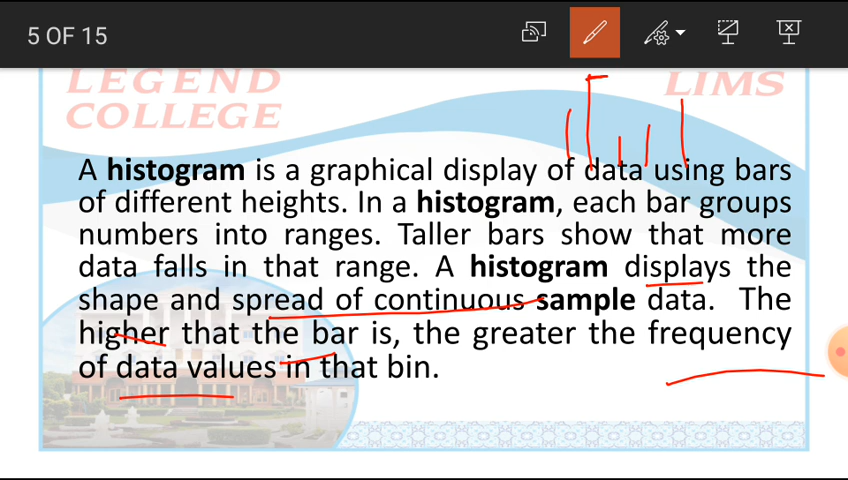 5 OF 15
LEGEND LIMS
COLLEGE
A histogram is a graphical display of data using bars
of different heights. In a histogram, each bar groups
numbers into ranges. Taller bars show that more
data falls in that range. A histogram displays the
shape and spread of continuous sample data. The
higher that the bar is, the greater the frequency
of data values in that bin.